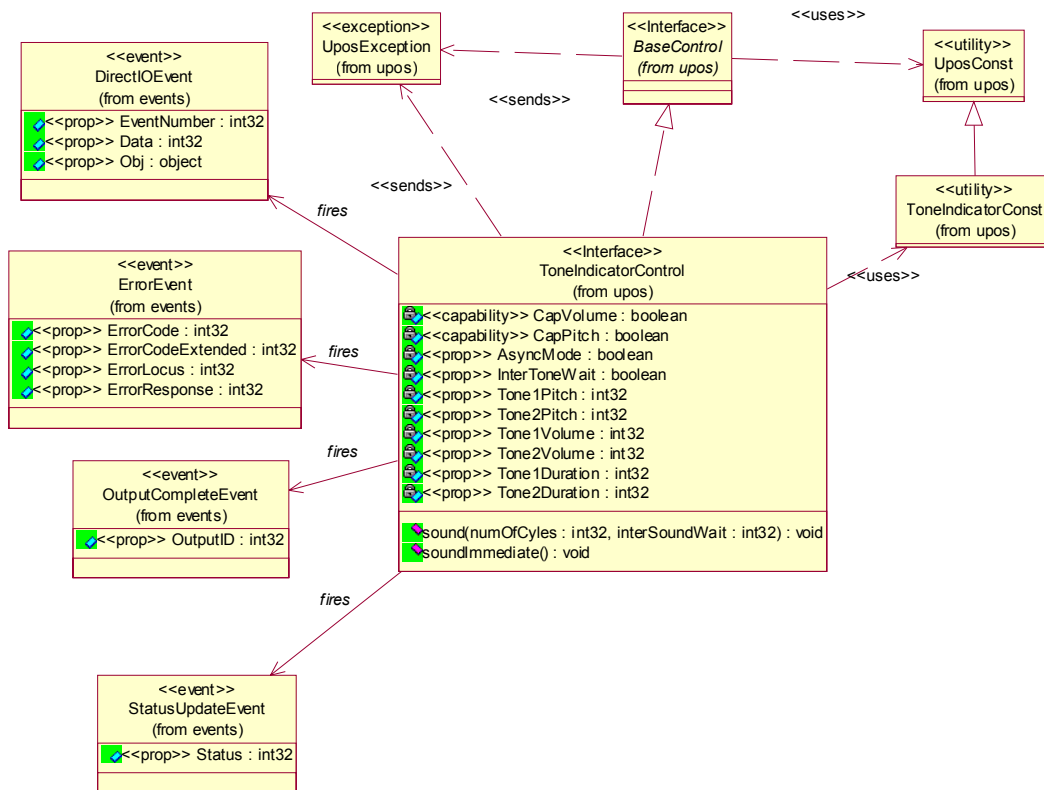 <<uses>>
<<exception>>
UposException
(from upos)
<<Interface>>
BaseControl
(from upos)
<<utility>>
UposConst
(from upos)
<<sends>>
<<event>>
DirectIOEvent
(from events)
<<prop>> EventNumber : int32
<<prop>> Data : int32
<<prop>> Obj : object
<<sends>>
<<utility>>
ToneIndicatorConst
(from upos)
fires
<<event>>
ErrorEvent
(from events)
<<prop>> ErrorCode : int32
<<prop>> ErrorCodeExtended : int32
<<prop>> ErrorLocus : int32
<<prop>> ErrorResponse : int32
<<Interface>>
ToneIndicatorControl
(from upos)
<<capability>> CapVolume : boolean
<<capability>> CapPitch : boolean
<<prop>> AsyncMode : boolean
<<prop>> InterToneWait : boolean
<<prop>> Tone1Pitch : int32
<<prop>> Tone2Pitch : int32
<<prop>> Tone1Volume : int32
<<prop>> Tone2Volume : int32
<<prop>> Tone1Duration : int32
<<prop>> Tone2Duration : int32
sound(numOfCyles : int32, interSoundWait : int32) : void
soundImmediate() : void
<<uses>>
fires
fires
<<event>>
OutputCompleteEvent
(from events)
<<prop>> OutputID : int32
fires
<<event>>
StatusUpdateEvent
(from events)
<<prop>> Status : int32